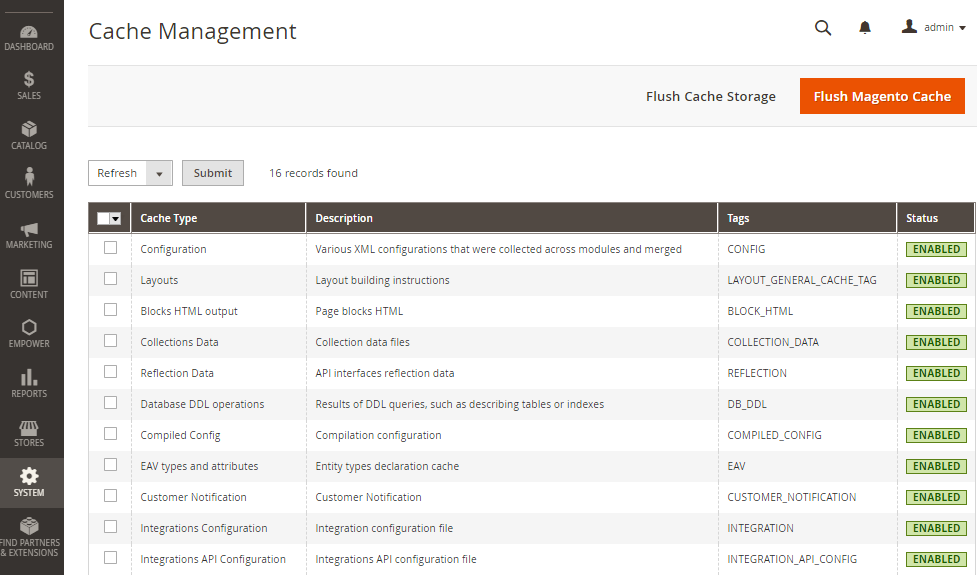 Cache Management
admin
DASHBOARD
SALES
CATALOG
CUSTOMERS
MARKETING
CONTENT
EMPOWER
REPORTS
STORES
SYSTEM
FIND PARTNERS
& EXTENSIONS
Flush Cache Storage Flush Magento Cache
Refresh Submit 16 records found
Cache Type Description Tags Status
Configuration Various XML configurations that were collected across modules and merged CONFIG ENABLED
Layouts Layout building instructions LAYOUT_GENERAL_CACHE_TAG ENABLED
Blocks HTML output Page blocks HTML BLOCK_HTML ENABLED
Collections Data Collection data files COLLECTION_DATA ENABLED
Reflection Data API interfaces reflection data REFLECTION ENABLED
Database DDL operations Results of DDL queries, such as describing tables or indexes DB_DDL ENABLED
Compiled Config Compilation configuration COMPILED_CONFIG ENABLED
EAV types and attributes Entity types declaration cache EAV ENABLED
Customer Notification Customer Notification CUSTOMER_NOTIFICATION ENABLED
Integrations Configuration Integration configuration file INTEGRATION ENABLED
Integrations API Configuration Integrations API configuration file INTEGRATION_API_CONFIG ENABLED